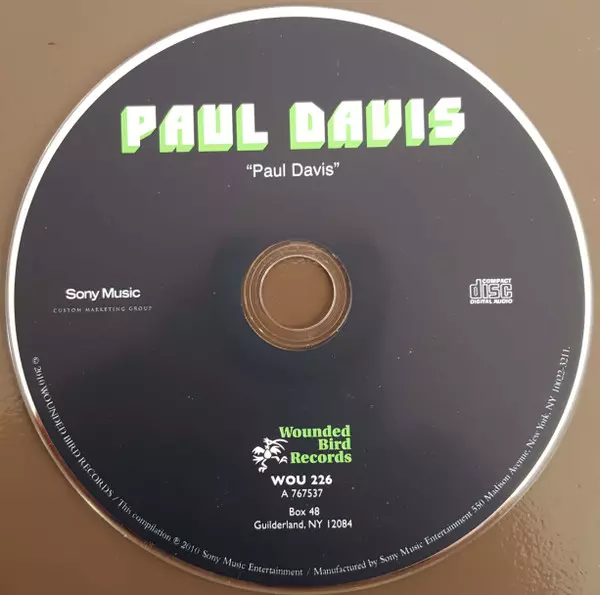 PAUL DAVIS
“Paul Davis”
Sony Music
CUSTOM MARKETING GROUP
COMPACT
disc
DIGITAL AUDIO
Wounded
Bird
Records
WOU 226
A 767537
Box 48
Guilderland, NY 12084
© 2010 WOUNDED BIRD RECORDS / This compilation ℗ 2010 Sony Music Entertainment / Manufactured by Sony Music Entertainment 550 Madison Avenue, New York, NY 10022-3211.